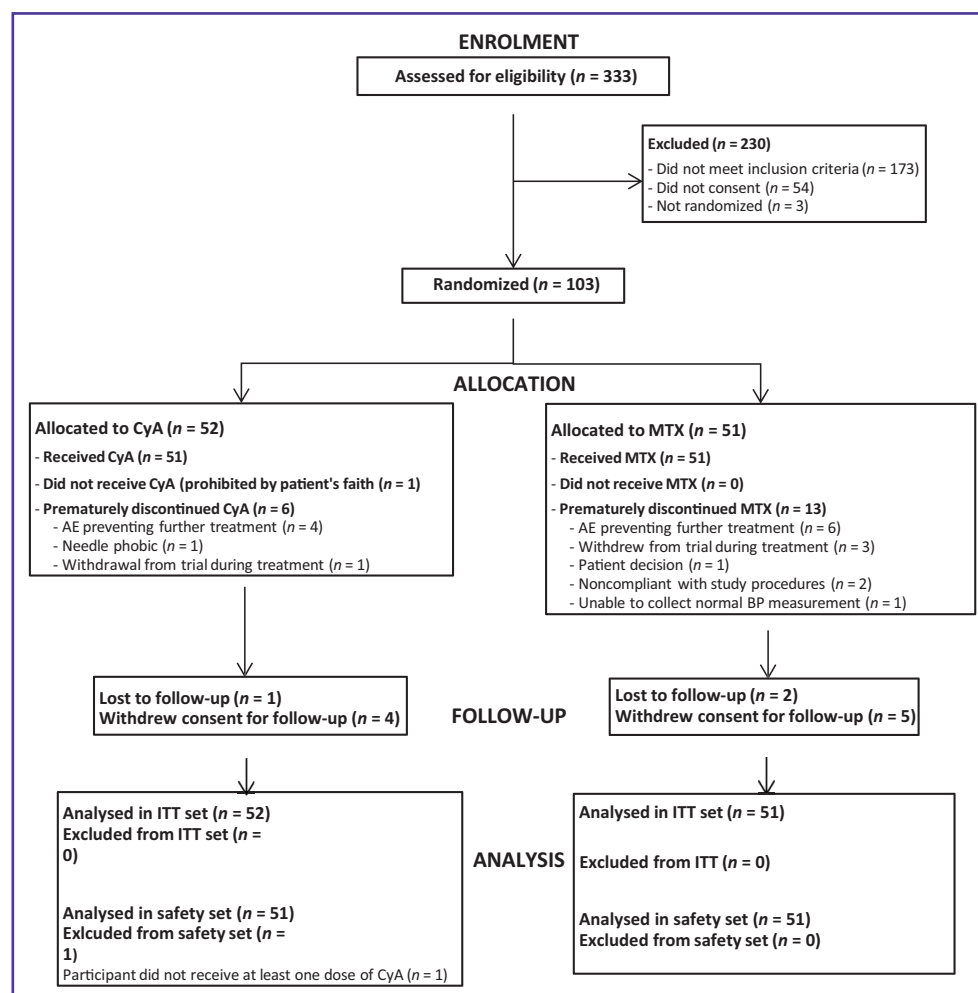 ENROLMENT
Assessed for eligibility (n = 333)
Excluded (n = 230)
- Did not meet inclusion criteria (n = 173)
- Did not consent (n = 54)
- Not randomized (n = 3)
Randomized (n = 103)
ALLOCATION
Allocated to CyA (n = 52)
- Received CyA (n = 51)
- Did not receive CyA (prohibited by patient's faith (n = 1)
- Prematurely discontinued CyA (n = 6)
- AE preventing further treatment (n = 4)
- Needle phobic (n = 1)
- Withdrawal from trial during treatment (n = 1)
Allocated to MTX (n = 51)
- Received MTX (n = 51)
- Did not receive MTX (n = 0)
- Prematurely discontinued MTX (n = 13)
- AE preventing further treatment (n = 6)
- Withdrew from trial during treatment (n = 3)
- Patient decision (n = 1)
- Noncompliant with study procedures (n = 2)
- Unable to collect normal BP measurement (n = 1)
FOLLOW-UP
Lost to follow-up (n = 1)
Withdrew consent for follow-up (n = 4)
Lost to follow-up (n = 2)
Withdrew consent for follow-up (n = 5)
ANALYSIS
Analysed in ITT set (n = 52)
Excluded from ITT set (n =
0)
Analysed in safety set (n = 51)
Exlcuded from safety set (n =
1)
Participant did not receive at least one dose of CyA (n = 1)
Analysed in ITT set (n = 51)
Excluded from ITT (n = 0)
Analysed in safety set (n = 51)
Excluded from safety set (n = 0)